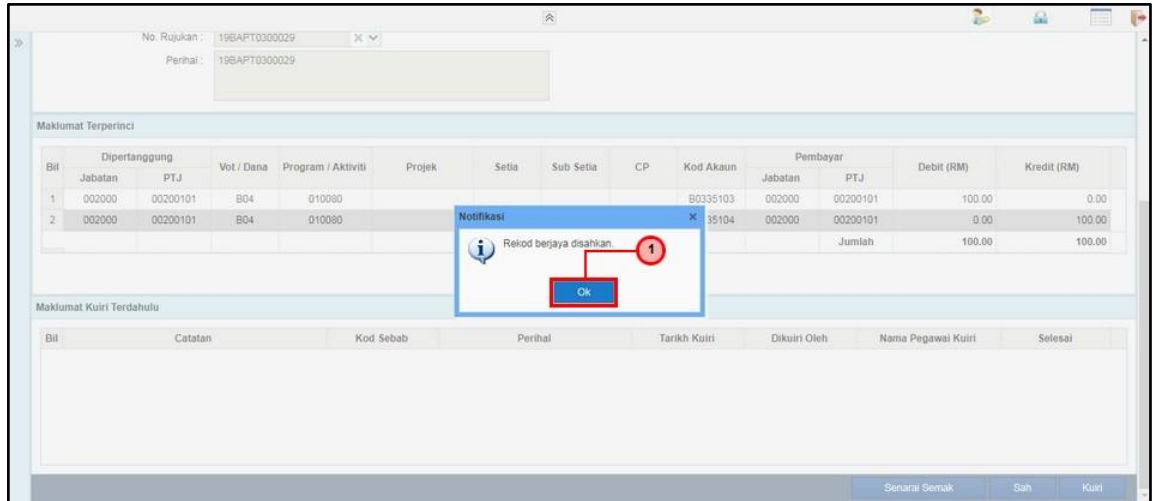 No. Rujukan : 19BAPT0300029
Perihal : 19BAPT0300029
Maklumat Terperinci
Bil Dipertanggung Vot / Dana Program / Aktiviti Projek Setia Sub Setia CP Kod Akaun Pembayar Debit (RM) Kredit (RM)
Jabatan PTJ Jabatan PTJ
1 002000 00200101 B04 010080 B0335103 002000 00200101 100.00 0.00
2 002000 00200101 B04 010080 35104 002000 00200101 0.00 100.00
Jumlah 100.00 100.00
Notifikasi
Rekod berjaya disahkan.
1
Ok
Maklumat Kuiri Terdahulu
Bil Catatan Kod Sebab Perihal Tarikh Kuiri Dikuiri Oleh Nama Pegawai Kuiri Selesai
Senarai Semak Sah Kuiri